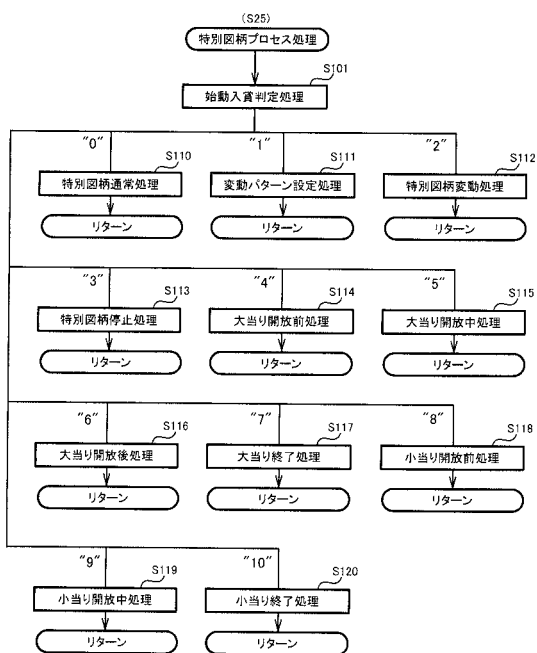 (S25)
特別図柄プロセス処理
S101
始動入賞判定処理
"0"
"1"
"2"
S110
S111
S112
特別図柄通常処理
変動パターン設定処理
特別図柄変動処理
リターン
リターン
リターン
"3"
"4"
"5"
S113
S114
S115
特別図柄停止処理
大当り開放前処理
大当り開放中処理
リターン
リターン
リターン
"6"
"7"
"8"
S116
S117
S118
大当り開放後処理
大当り終了処理
小当り開放前処理
リターン
リターン
リターン
"9"
"10"
S119
S120
小当り開放中処理
小当り終了処理
リターン
リターン